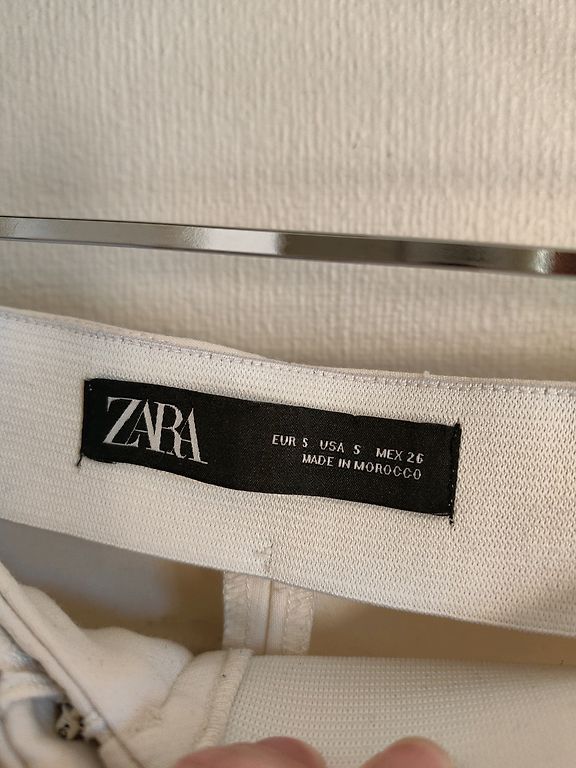 ZARA
EUR S USA S MEX 26
MADE IN MOROCCO